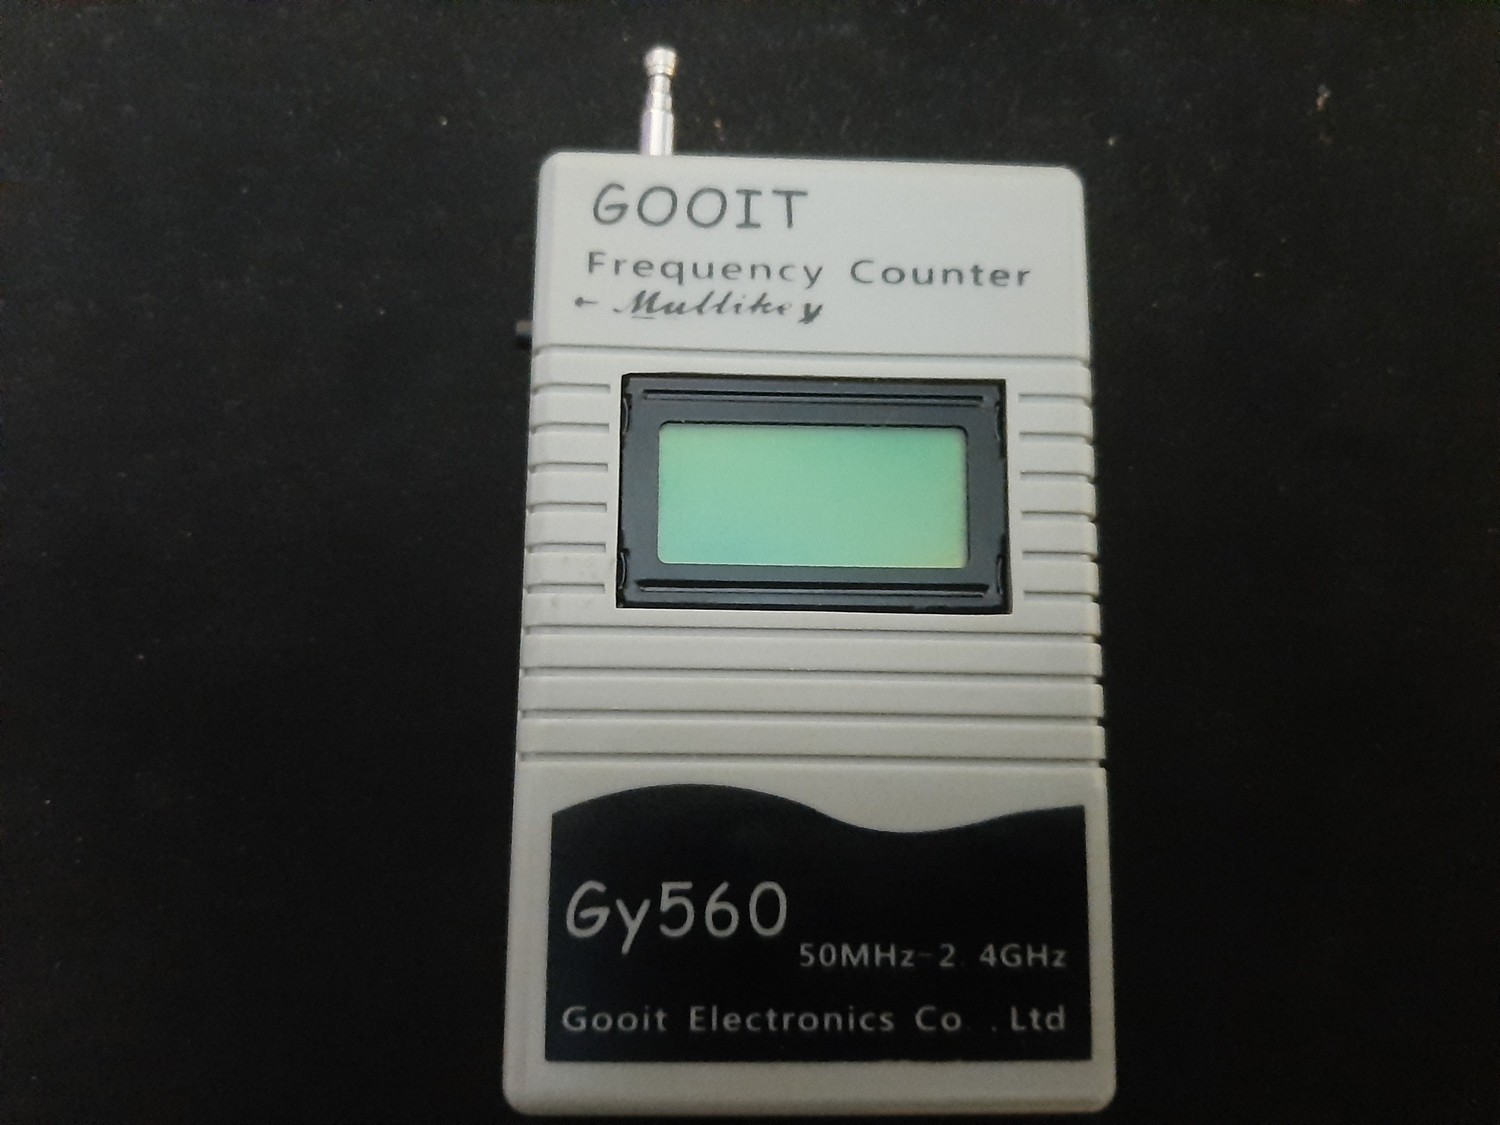 GOOIT
Frequency Counter
← Multikey
Gy560
50MHz-2.4GHz
Gooit Electronics Co.,Ltd